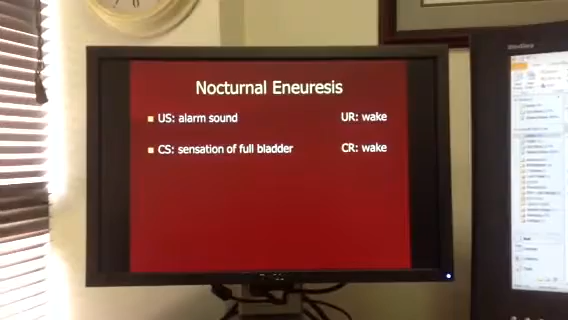 Nocturnal Eneuresis
US: alarm sound UR: wake
CS: sensation of full bladder CR: wake